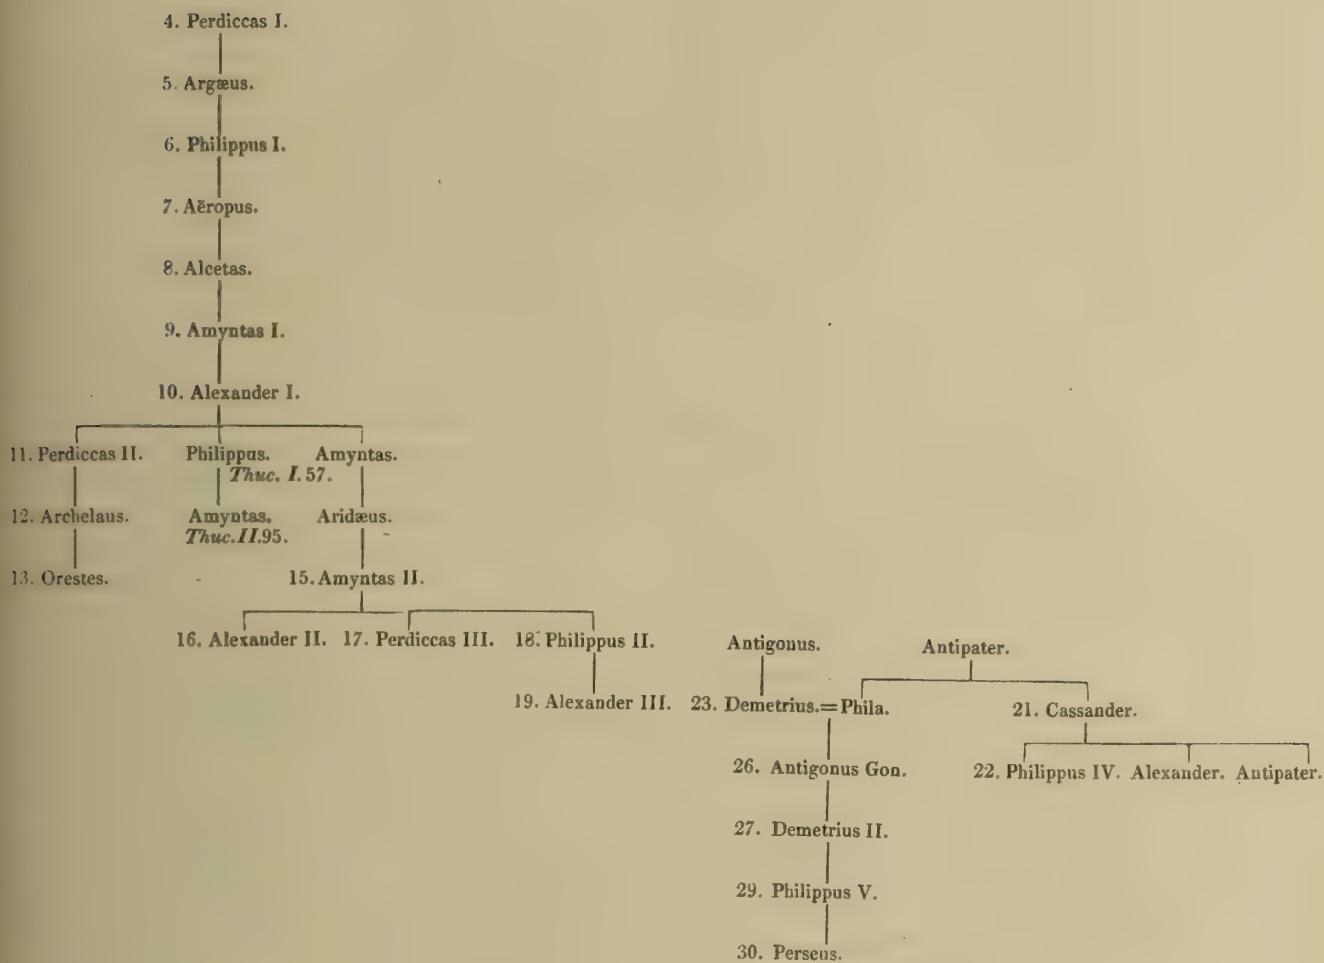 4. Perdiccas I.
5. Argæus.
6. Philippus I.
7. Aëropus.
8. Alcetas.
9. Amyntas I.
10. Alexander I.
11. Perdiccas II. Philippus. Amyntas.
Thuc. I. 57.
12. Archelaus. Amyntas. Aridæus.
Thuc. II. 95.
13. Orestes. 15. Amyntas II.
16. Alexander II. 17. Perdiccas III. 18. Philippus II. Antigonus. Antipater.
19. Alexander III. 23. Demetrius.=Phila. 21. Cassander.
26. Antigonus Gon. 22. Philippus IV. Alexander. Antipater.
27. Demetrius II.
29. Philippus V.
30. Perseus.